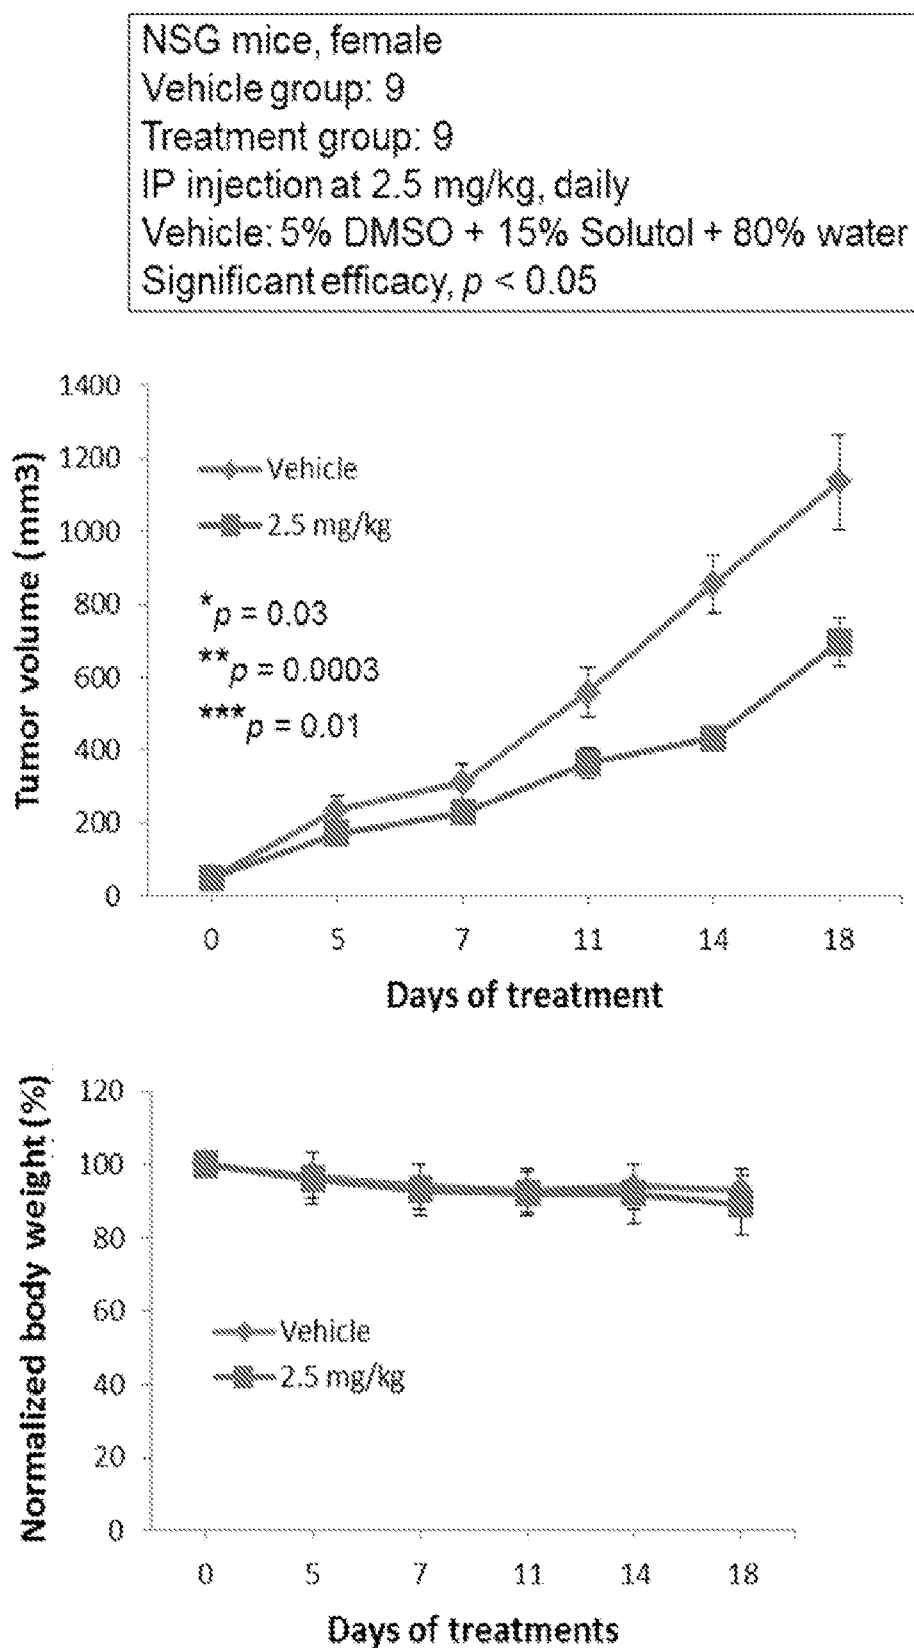 NSG mice, female
Vehicle group: 9
Treatment group: 9
IP injection at 2.5 mg/kg, daily
Vehicle: 5% DMSO + 15% Solutol + 80% water
Significant efficacy, p < 0.05
Tumor volume (mm3)
1400
1200
1000
800
600
400
200
0
Vehicle
2.5 mg/kg
*p = 0.03
**p = 0.0003
***p = 0.01
0 5 7 11 14 18
Days of treatment
Normalized body weight (%)
120
100
80
60
40
20
0
Vehicle
2.5 mg/kg
0 5 7 11 14 18
Days of treatments